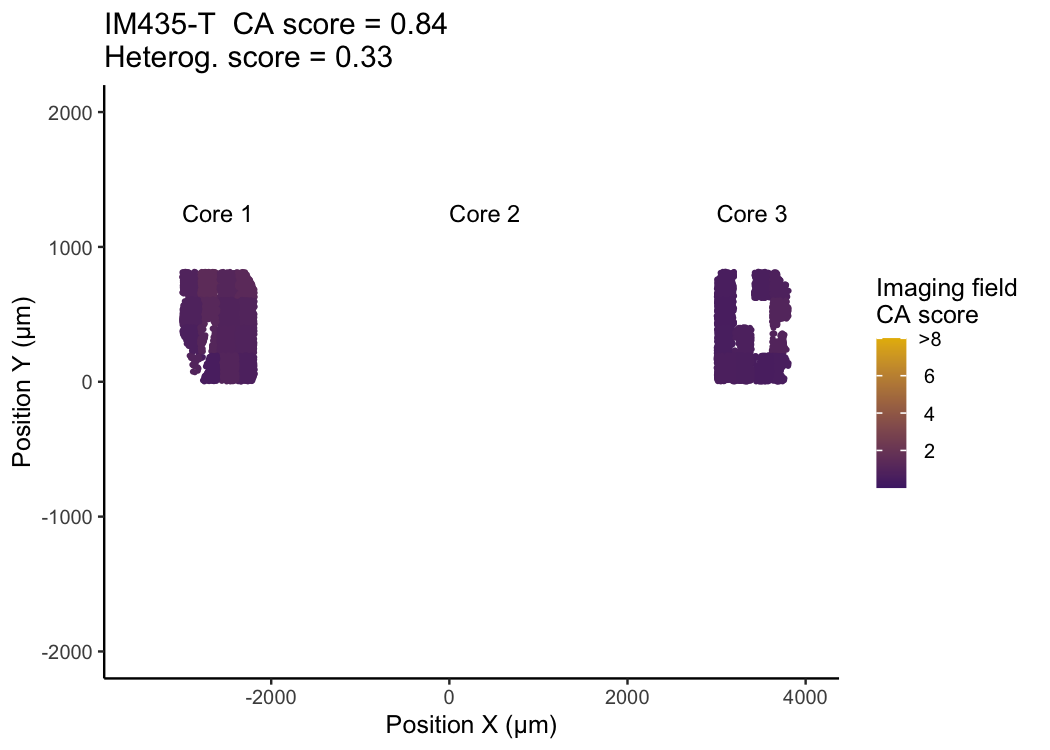 IM435-T  CA score = 0.84
Heterog. score = 0.33
2000
1000
0
-1000
-2000
Position Y (µm)
Core 1
Core 2
Core 3
-2000
0
2000
4000
Position X (µm)
Imaging field
CA score
>8
6
4
2